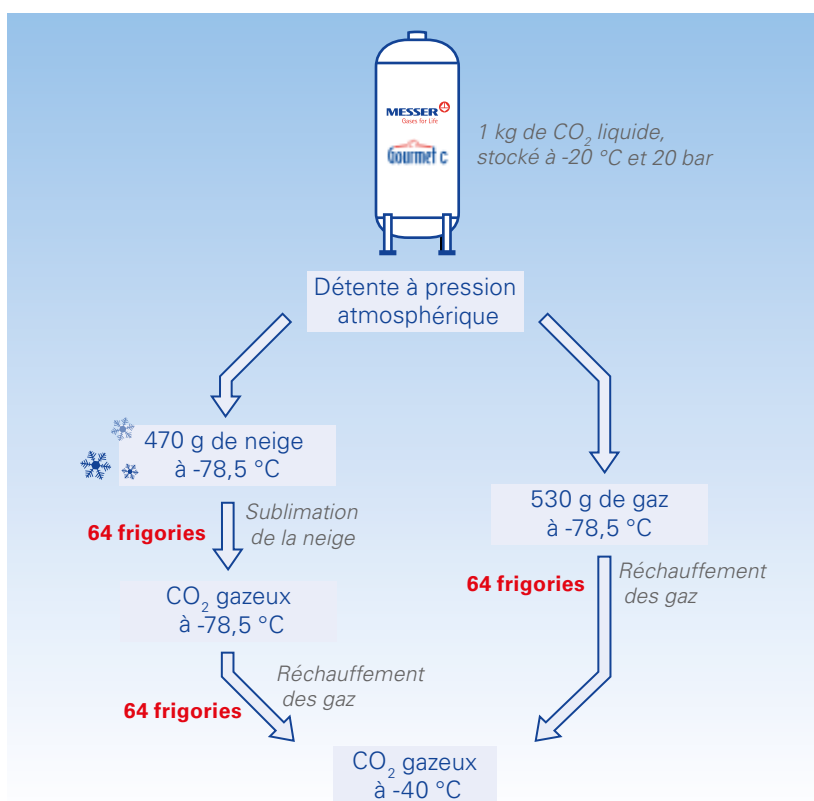 MESSER
Gases for Life
Gourmet c
1 kg de CO₂ liquide,
stocké à -20 °C et 20 bar
Détente à pression
atmosphérique
470 g de neige
à -78,5 °C
64 frigories
Sublimation
de la neige
CO₂ gazeux
à -78,5 °C
64 frigories
Réchauffement
des gaz
530 g de gaz
à -78,5 °C
64 frigories
Réchauffement
des gaz
CO₂ gazeux
à -40 °C